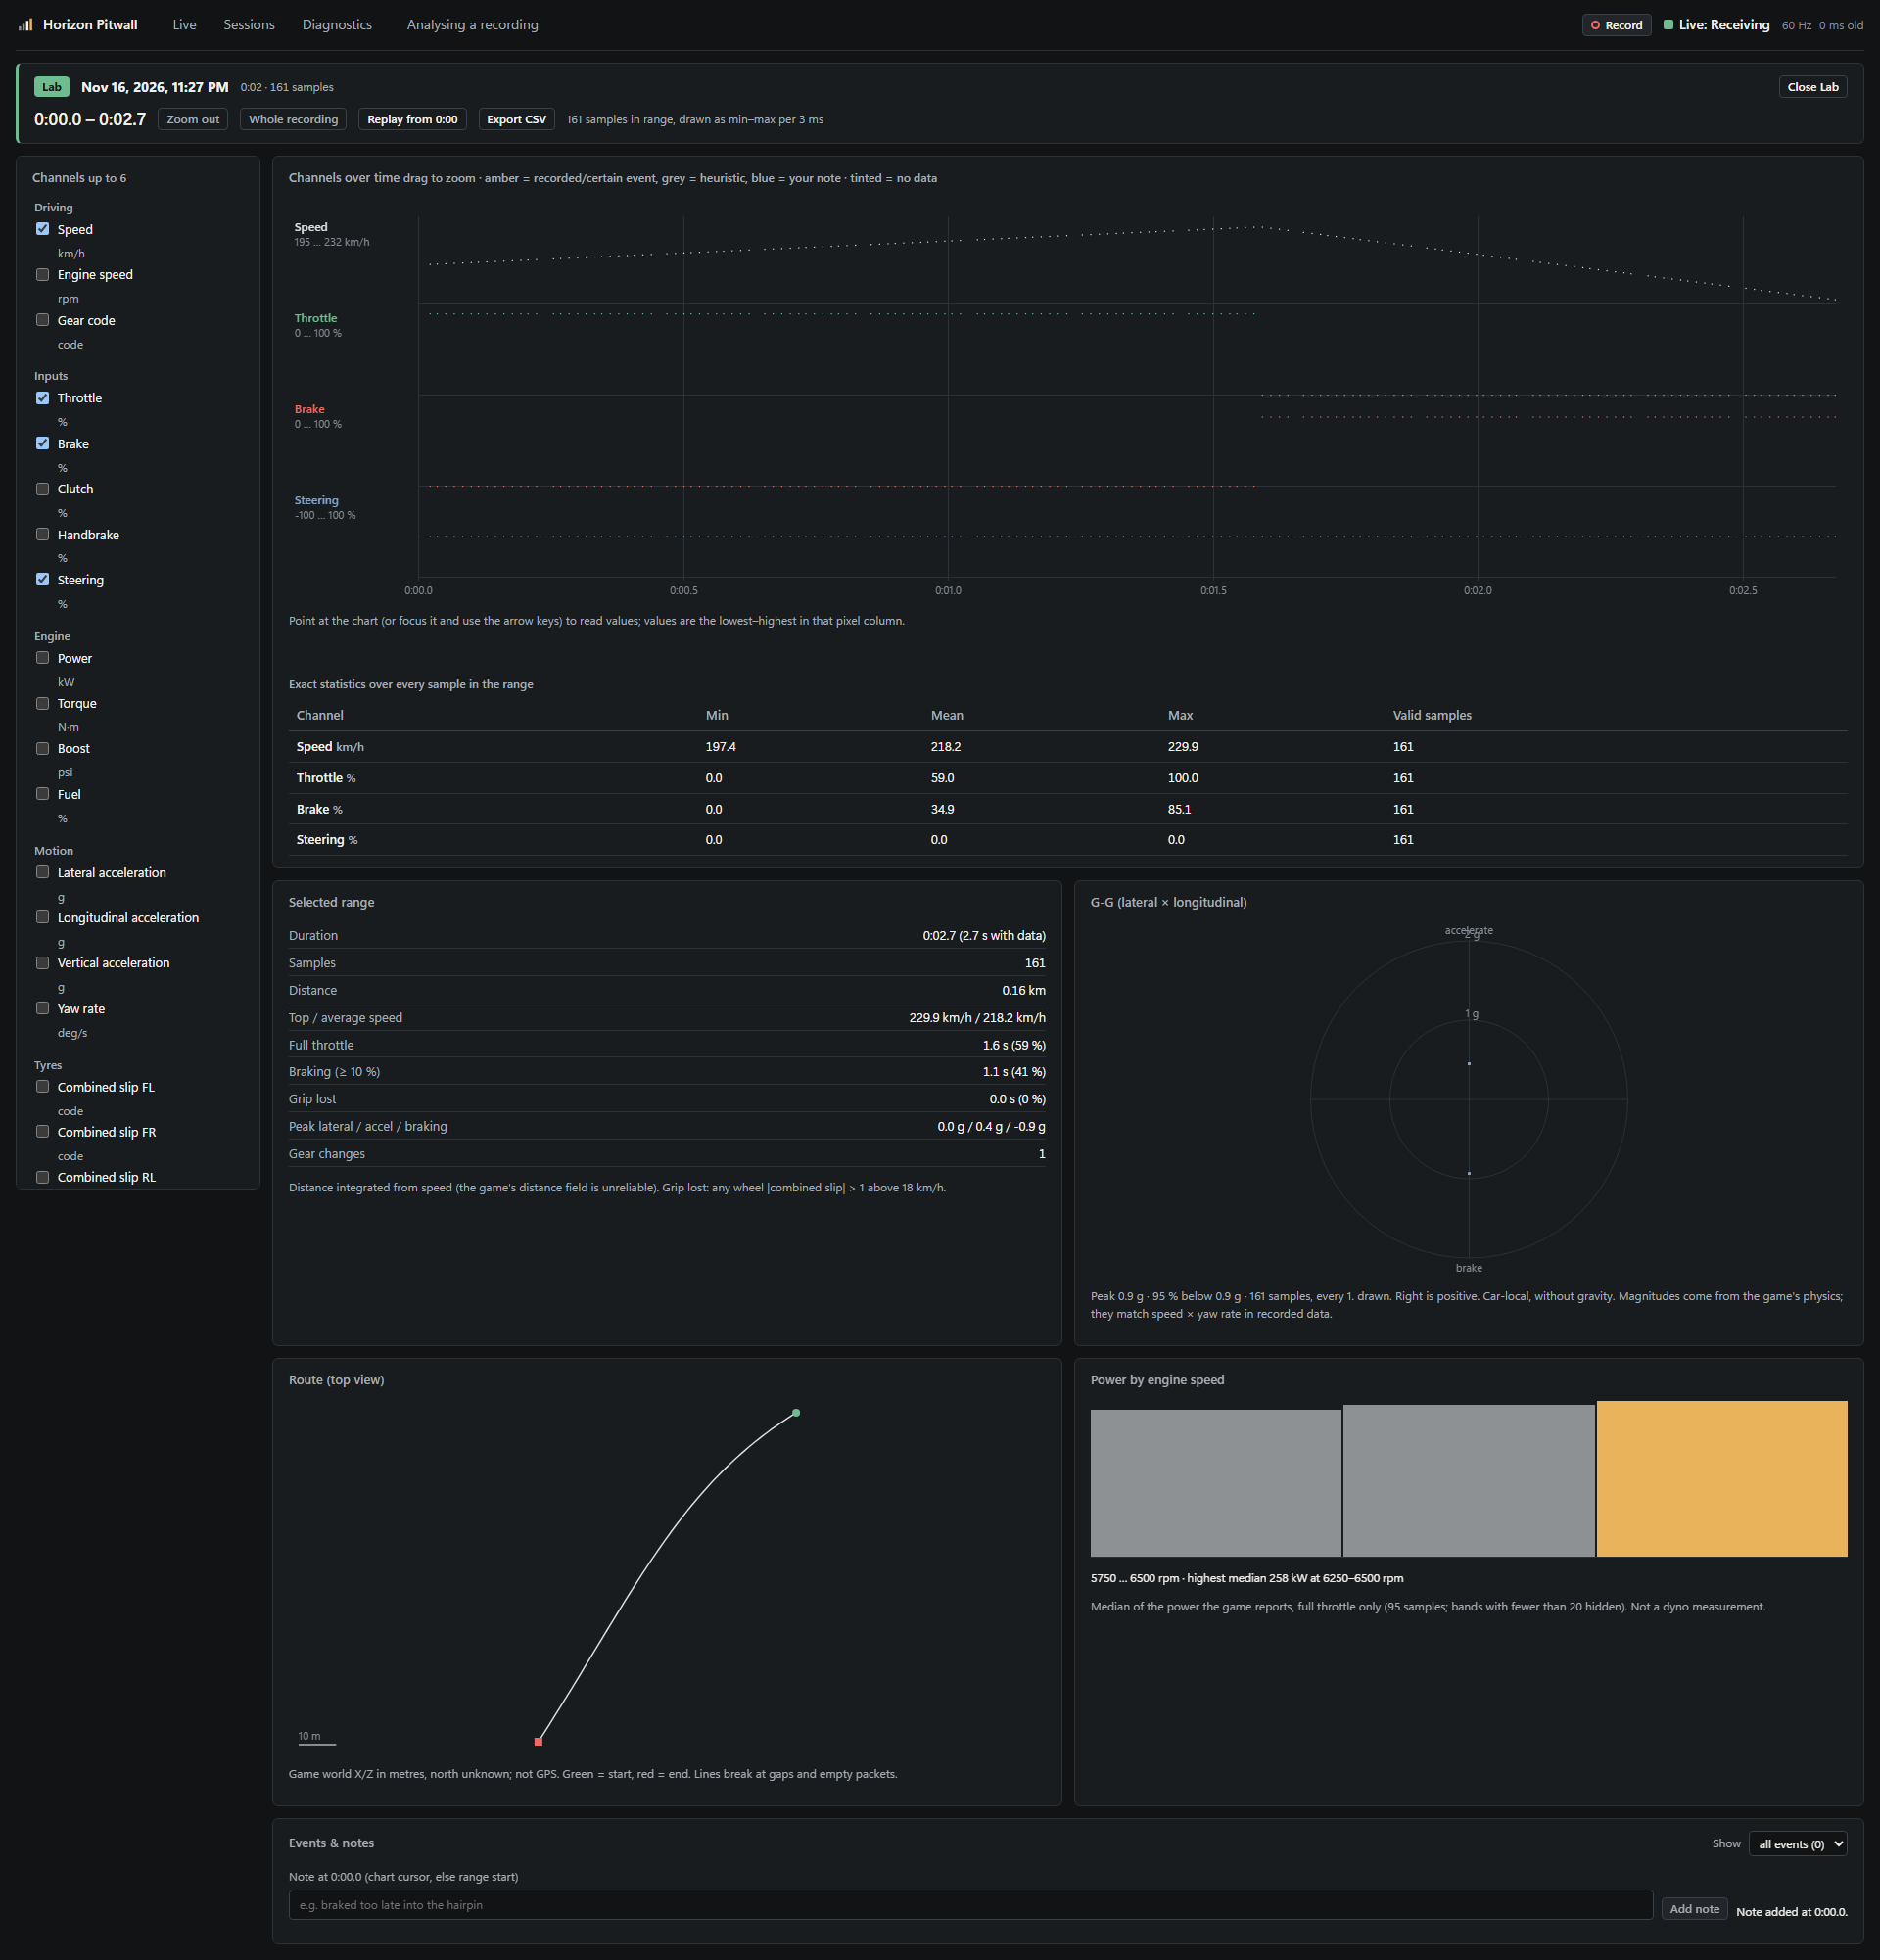 Horizon Pitwall
Live
Sessions
Diagnostics
Analysing a recording
Record
Live: Receiving
60 Hz
0 ms old
Lab
Nov 16, 2026, 11:27 PM
0:02 · 161 samples
Close Lab
0:00.0 – 0:02.7
Zoom out
Whole recording
Replay from 0:00
Export CSV
161 samples in range, drawn as min–max per 3 ms
Channels up to 6
Driving
Speed
km/h
Engine speed
rpm
Gear code
code
Inputs
Throttle
%
Brake
%
Clutch
%
Handbrake
%
Steering
%
Engine
Power
kW
Torque
N·m
Boost
psi
Fuel
%
Motion
Lateral acceleration
g
Longitudinal acceleration
g
Vertical acceleration
g
Yaw rate
deg/s
Tyres
Combined slip FL
code
Combined slip FR
code
Combined slip RL
Channels over time drag to zoom · amber = recorded/certain event, grey = heuristic, blue = your note · tinted = no data
Speed
195 ... 232 km/h
Throttle
0 ... 100 %
Brake
0 ... 100 %
Steering
-100 ... 100 %
0:00.0
0:00.5
0:01.0
0:01.5
0:02.0
0:02.5
Point at the chart (or focus it and use the arrow keys) to read values; values are the lowest–highest in that pixel column.
Exact statistics over every sample in the range
Channel Min Mean Max Valid samples
Speed km/h 197.4 218.2 229.9 161
Throttle % 0.0 59.0 100.0 161
Brake % 0.0 34.9 85.1 161
Steering % 0.0 0.0 0.0 161
Selected range
Duration 0:02.7 (2.7 s with data)
Samples 161
Distance 0.16 km
Top / average speed 229.9 km/h / 218.2 km/h
Full throttle 1.6 s (59 %)
Braking (≥ 10 %) 1.1 s (41 %)
Grip lost 0.0 s (0 %)
Peak lateral / accel / braking 0.0 g / 0.4 g / -0.9 g
Gear changes 1
Distance integrated from speed (the game's distance field is unreliable). Grip lost: any wheel |combined slip| > 1 above 18 km/h.
G-G (lateral × longitudinal)
accelerate
2 g
1 g
brake
Peak 0.9 g · 95 % below 0.9 g · 161 samples, every 1. drawn. Right is positive. Car-local, without gravity. Magnitudes come from the game's physics;
they match speed × yaw rate in recorded data.
Route (top view)
10 m
Game world X/Z in metres, north unknown; not GPS. Green = start, red = end. Lines break at gaps and empty packets.
Power by engine speed
5750 ... 6500 rpm · highest median 258 kW at 6250–6500 rpm
Median of the power the game reports, full throttle only (95 samples; bands with fewer than 20 hidden). Not a dyno measurement.
Events & notes
Show
all events (0)
Note at 0:00.0 (chart cursor, else range start)
e.g. braked too late into the hairpin
Add note
Note added at 0:00.0.